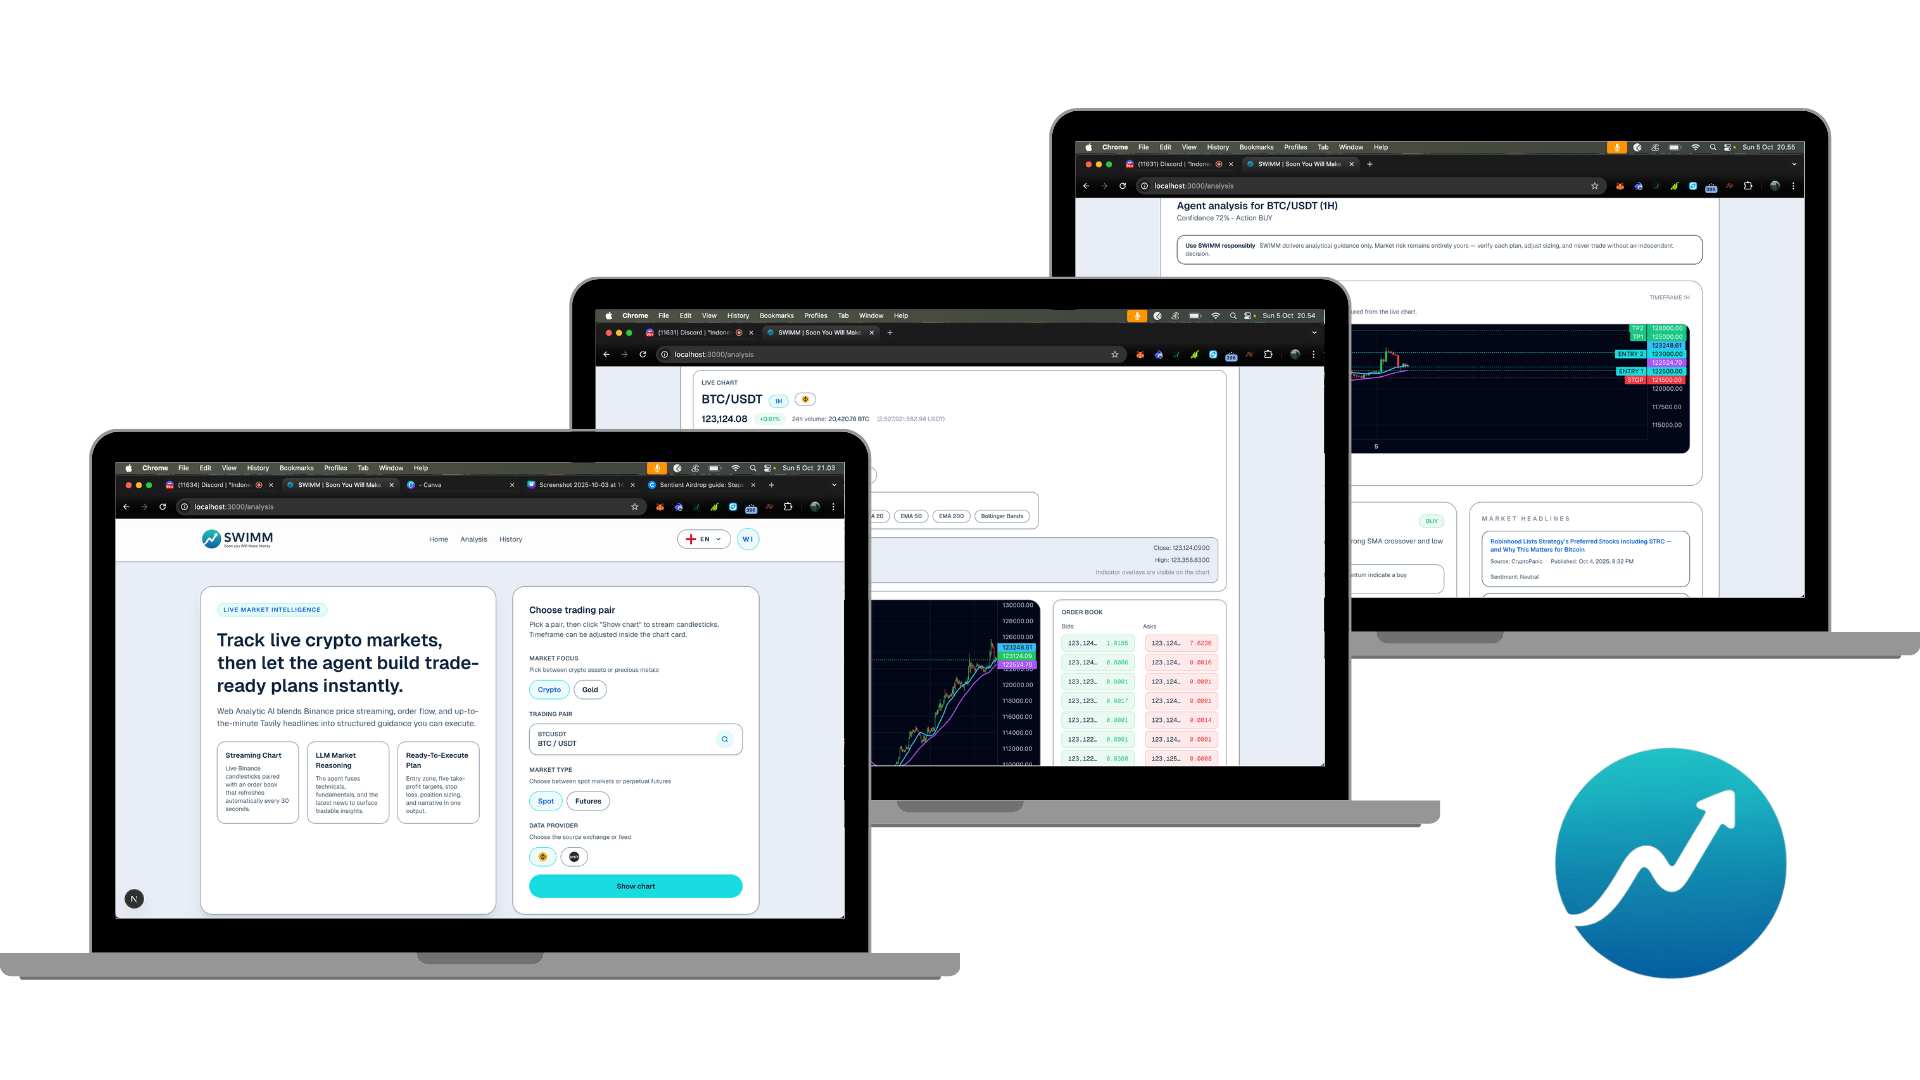 Chrome File Edit View History Bookmarks Profiles Tab Window Help
Sun 5 Oct 20.55
(11631) Discord | "Indone
SWIMM | Soon You Will Make
localhost:3000/analysis
Agent analysis for BTC/USDT (1H)
Confidence 72% - Action BUY
Use SWIMM responsibly SWIMM delivers analytical guidance only. Market risk remains entirely yours — verify each plan, adjust sizing, and never trade without an independent
decision.
TIMEFRAME 1H
ured from the live chart.
TP2 128000.00
TP1 125000.00
123248.61
ENTRY 2 123000.00
122524.70
ENTRY 1 122500.00
STOP 121500.00
120000.00
117500.00
115000.00
5
BUY
rong SMA crossover and low
ntum indicate a buy
MARKET HEADLINES
Robinhood Lists Strategy's Preferred Stocks Including STRC —
and Why This Matters for Bitcoin
Source: CryptoPanic Published: Oct 4, 2025, 8:32 PM
Sentiment: Neutral
Chrome File Edit View History Bookmarks Profiles Tab Window Help
Sun 5 Oct 20.54
(11631) Discord | "Indone
SWIMM | Soon You Will Make
localhost:3000/analysis
LIVE CHART
BTC/USDT 1H
123,124.08 +0.61% 24h volume: 20,420.78 BTC (2,527,921,562.94 USDT)
A 20 EMA 50 EMA 200 Bollinger Bands
Close: 123,124.0900
High: 123,358.8300
Indicator overlays are visible on the chart
130000.00
128000.00
126000.00
123248.61
123124.09
122524.70
120000.00
118000.00
116000.00
114000.00
112000.00
110000.00
ORDER BOOK
Bids Asks
123,124… 1.0186 123,124… 7.6236
123,124… 0.8006 123,124… 0.0016
123,123… 0.0001 123,124… 0.0001
123,123… 0.0017 123,124… 0.0001
123,123… 0.0001 123,124… 0.0014
123,122… 0.0001 123,124… 0.0001
123,122… 0.0360 123,125… 0.0008
Chrome File Edit View History Bookmarks Profiles Tab Window Help
Sun 5 Oct 21.03
(11634) Discord | "Indone
SWIMM | Soon You Will Make
- Canva
Screenshot 2025-10-03 at 1
Sentient Airdrop guide: Step
localhost:3000/analysis
SWIMM
Soon you Will Make Money
Home Analysis History
EN
WI
LIVE MARKET INTELLIGENCE
Track live crypto markets,
then let the agent build trade-
ready plans instantly.
Web Analytic AI blends Binance price streaming, order flow, and up-to-
the-minute Tavily headlines into structured guidance you can execute.
Streaming Chart
Live Binance
candlesticks paired
with an order book
that refreshes
automatically every 30
seconds.
LLM Market
Reasoning
The agent fuses
technicals,
fundamentals, and the
latest news to surface
tradable insights.
Ready-To-Execute
Plan
Entry zone, five take-
profit targets, stop
loss, position sizing,
and narrative in one
output.
Choose trading pair
Pick a pair, then click "Show chart" to stream candlesticks.
Timeframe can be adjusted inside the chart card.
MARKET FOCUS
Pick between crypto assets or precious metals
Crypto Gold
TRADING PAIR
BTCUSDT
BTC / USDT
MARKET TYPE
Choose between spot markets or perpetual futures
Spot Futures
DATA PROVIDER
Choose the source exchange or feed
Show chart
N